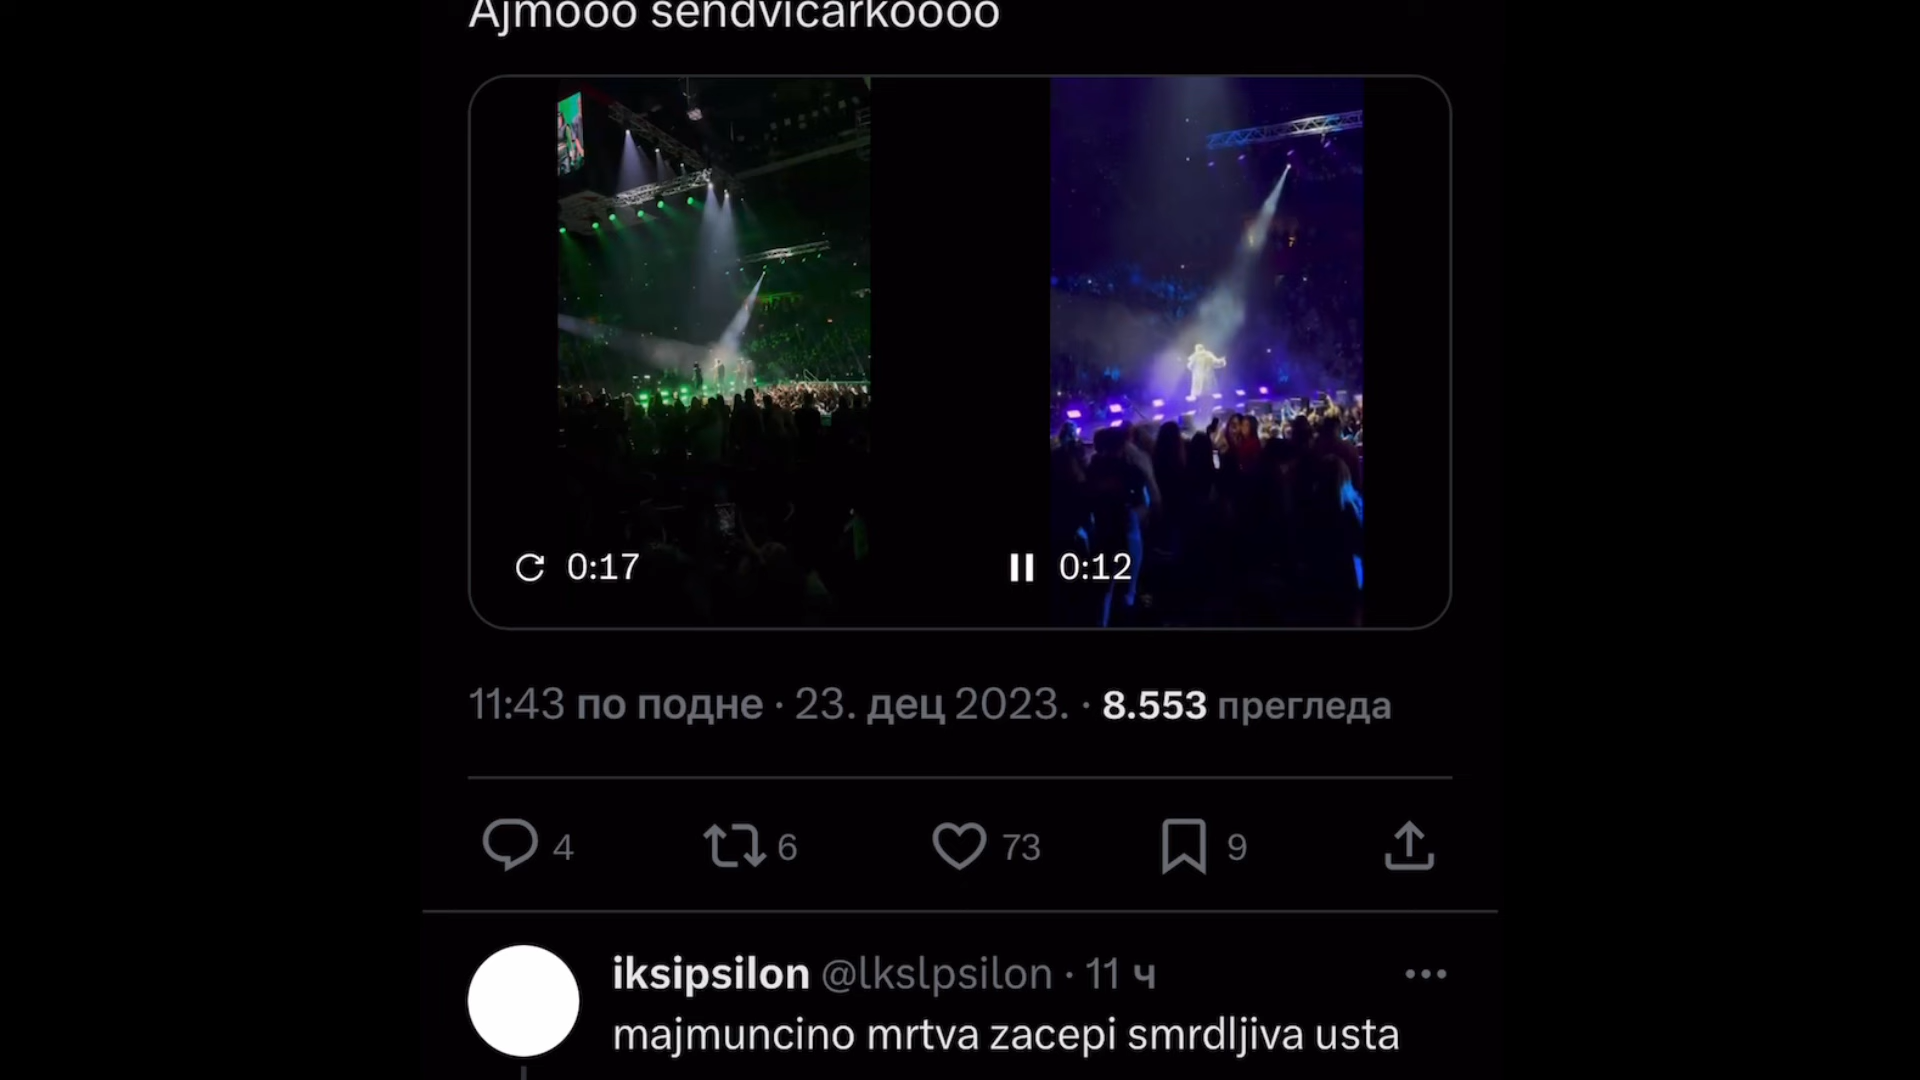 Ajmooo sendvičarkoooo
0:17
0:12
11:43 по подне · 23. дец 2023. · 8.553 прегледа
4 6 73 9
iksipsilon @lkslpsilon · 11 ч
majmuncino mrtva zacepi smrdljiva usta